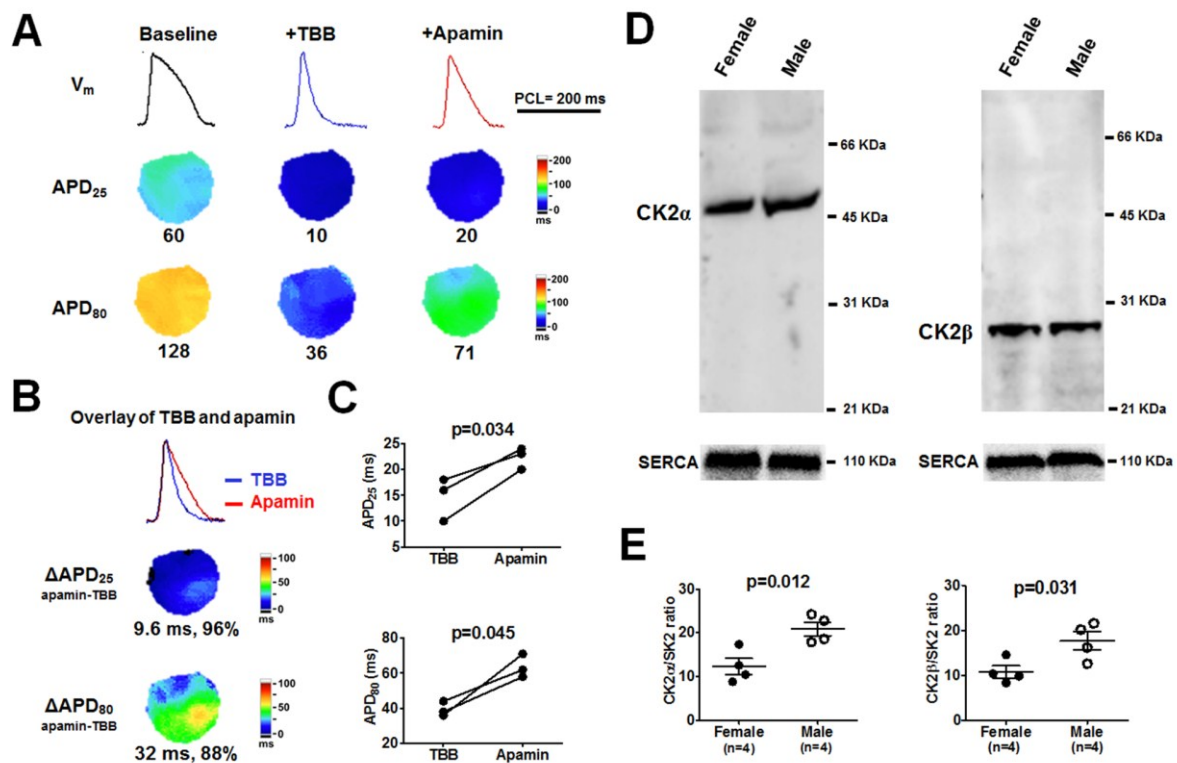 A
Baseline
+TBB
+Apamin
Vm
PCL= 200 ms
APD25
200
100
0
ms
60
10
20
APD80
200
100
0
ms
128
36
71
B
Overlay of TBB and apamin
TBB
Apamin
ΔAPD25
apamin-TBB
100
50
0
ms
9.6 ms, 96%
ΔAPD80
apamin-TBB
100
50
0
ms
32 ms, 88%
C
p=0.034
APD25 (ms)
25
20
15
10
5
TBB
Apamin
p=0.045
APD80 (ms)
80
60
40
20
TBB
Apamin
D
Female
Male
66 KDa
CK2α
45 KDa
31 KDa
21 KDa
SERCA
110 KDa
Female
Male
66 KDa
45 KDa
31 KDa
CK2β
21 KDa
SERCA
110 KDa
E
p=0.012
CK2α/SK2 ratio
30
20
10
0
Female
(n=4)
Male
(n=4)
p=0.031
CK2β/SK2 ratio
30
20
10
0
Female
(n=4)
Male
(n=4)